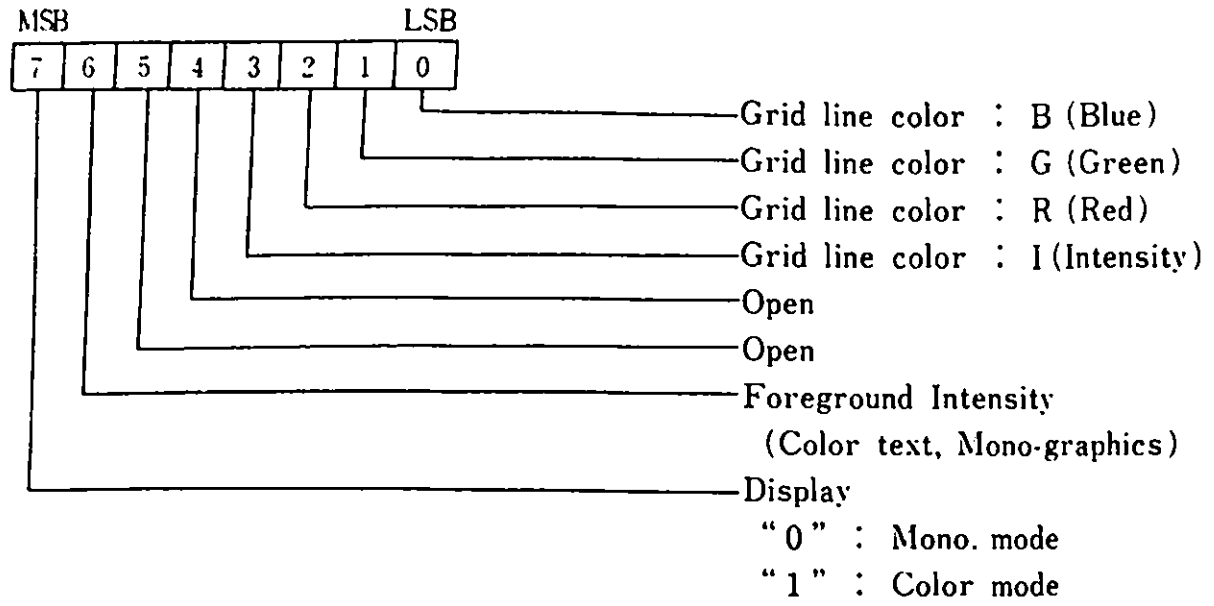 MSB LSB
7 6 5 4 3 2 1 0
Grid line color : B (Blue)
Grid line color : G (Green)
Grid line color : R (Red)
Grid line color : I (Intensity)
Open
Open
Foreground Intensity
(Color text, Mono-graphics)
Display
“0” : Mono. mode
“1” : Color mode